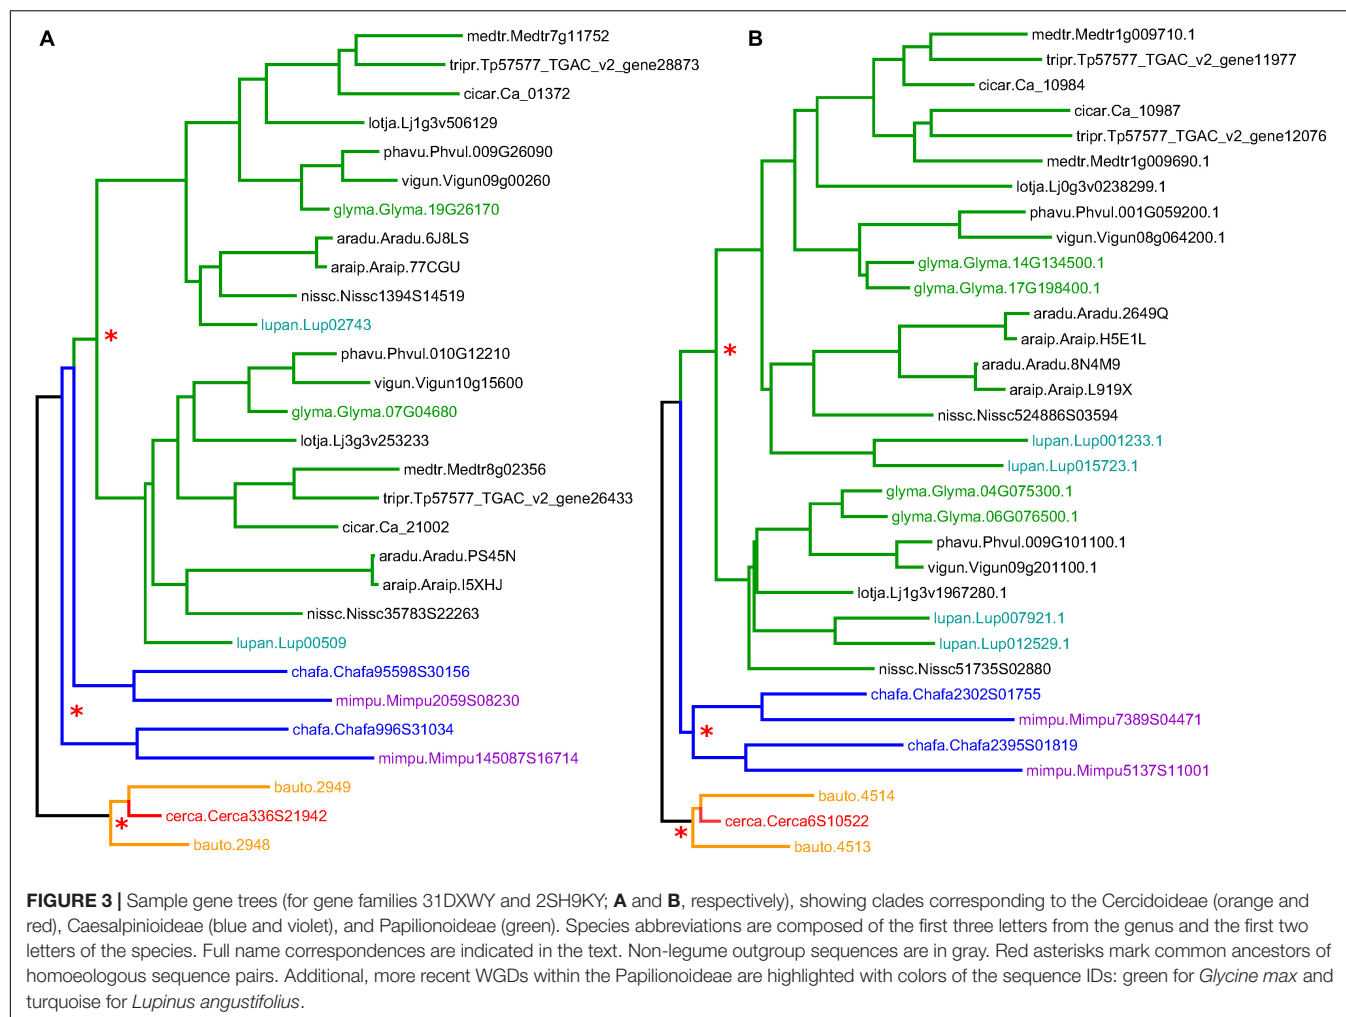 A
medtr.Medtr7g11752
tripr.Tp57577_TGAC_v2_gene28873
cicar.Ca_01372
lotja.Lj1g3v506129
phavu.Phvul.009G26090
vigun.Vigun09g00260
glyma.Glyma.19G26170
aradu.Aradu.6J8LS
araip.Araip.77CGU
nissc.Nissc1394S14519
lupan.Lup02743
*
phavu.Phvul.010G12210
vigun.Vigun10g15600
glyma.Glyma.07G04680
lotja.Lj3g3v253233
medtr.Medtr8g02356
tripr.Tp57577_TGAC_v2_gene26433
cicar.Ca_21002
aradu.Aradu.PS45N
araip.Araip.I5XHJ
nissc.Nissc35783S22263
lupan.Lup00509
chafa.Chafa95598S30156
mimpu.Mimpu2059S08230
*
chafa.Chafa996S31034
mimpu.Mimpu145087S16714
bauto.2949
cerca.Cerca336S21942
*
bauto.2948
B
medtr.Medtr1g009710.1
tripr.Tp57577_TGAC_v2_gene11977
cicar.Ca_10984
cicar.Ca_10987
tripr.Tp57577_TGAC_v2_gene12076
medtr.Medtr1g009690.1
lotja.Lj0g3v0238299.1
phavu.Phvul.001G059200.1
vigun.Vigun08g064200.1
glyma.Glyma.14G134500.1
glyma.Glyma.17G198400.1
aradu.Aradu.2649Q
araip.Araip.H5E1L
*
aradu.Aradu.8N4M9
araip.Araip.L919X
nissc.Nissc524886S03594
lupan.Lup001233.1
lupan.Lup015723.1
glyma.Glyma.04G075300.1
glyma.Glyma.06G076500.1
phavu.Phvul.009G101100.1
vigun.Vigun09g201100.1
lotja.Lj1g3v1967280.1
lupan.Lup007921.1
lupan.Lup012529.1
nissc.Nissc51735S02880
chafa.Chafa2302S01755
mimpu.Mimpu7389S04471
*
chafa.Chafa2395S01819
mimpu.Mimpu5137S11001
bauto.4514
cerca.Cerca6S10522
*
bauto.4513
FIGURE 3 | Sample gene trees (for gene families 31DXWY and 2SH9KY; A and B, respectively), showing clades corresponding to the Cercidoideae (orange and
red), Caesalpinioideae (blue and violet), and Papilionoideae (green). Species abbreviations are composed of the first three letters from the genus and the first two
letters of the species. Full name correspondences are indicated in the text. Non-legume outgroup sequences are in gray. Red asterisks mark common ancestors of
homoeologous sequence pairs. Additional, more recent WGDs within the Papilionoideae are highlighted with colors of the sequence IDs: green for Glycine max and
turquoise for Lupinus angustifolius.